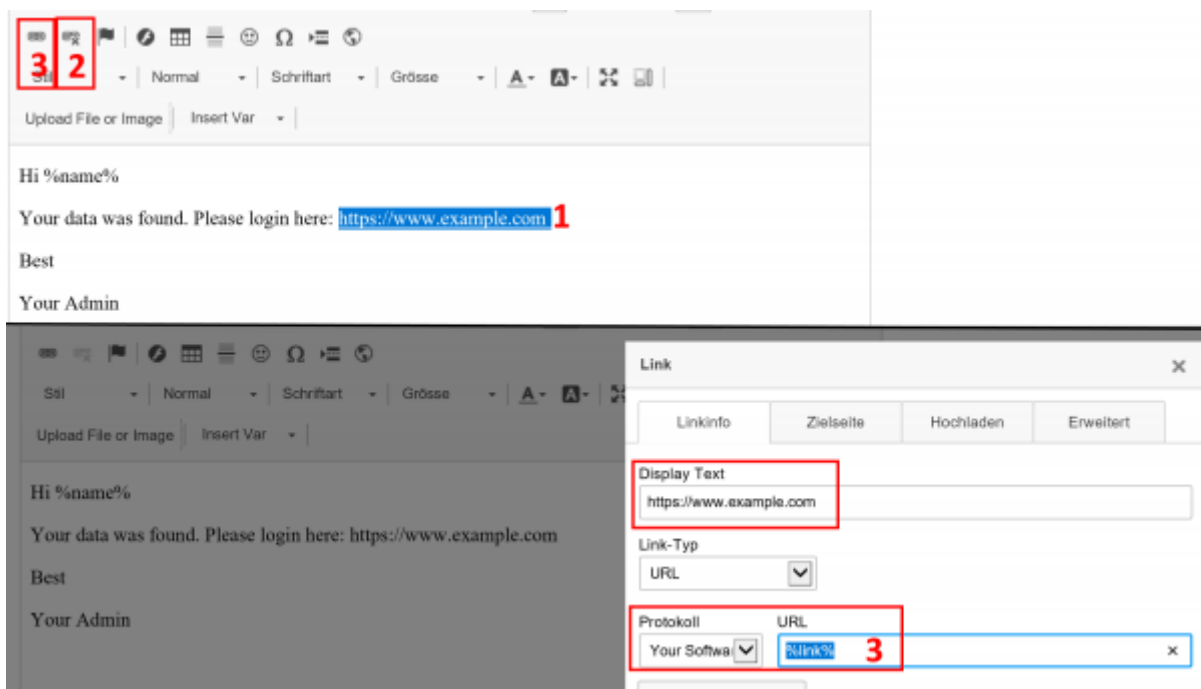 3 2
Stil Normal Schriftart Grösse A A
Upload File or Image Insert Var
Hi %name%
Your data was found. Please login here: https://www.example.com 1
Best
Your Admin
Stil Normal Schriftart Grösse A A
Upload File or Image Insert Var
Hi %name%
Your data was found. Please login here: https://www.example.com
Best
Your Admin
Link ×
Linkinfo Zielseite Hochladen Erweitert
Display Text
https://www.example.com
Link-Typ
URL
Protokoll URL
Your Softwa %link% 3 ×